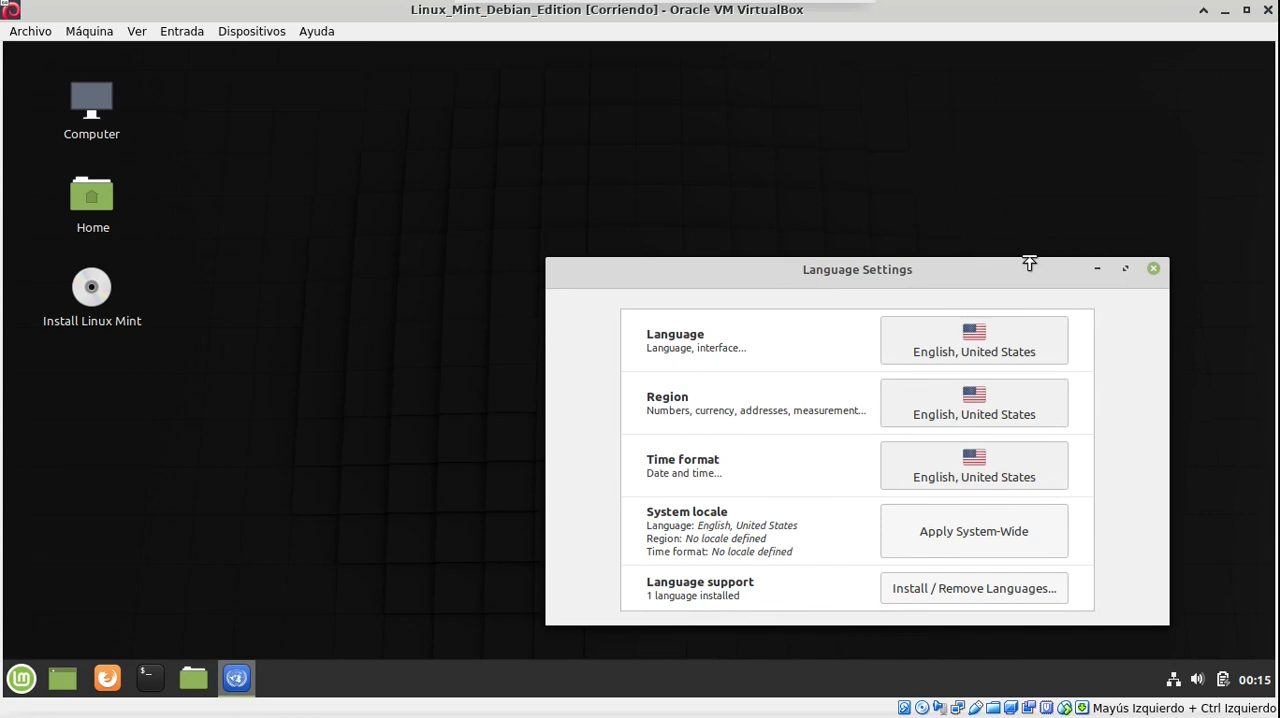 Linux_Mint_Debian_Edition [Corriendo] - Oracle VM VirtualBox
Archivo Máquina Ver Entrada Dispositivos Ayuda
Computer
Home
Install Linux Mint
Language Settings
Language
Language, interface...
English, United States
Region
Numbers, currency, addresses, measurement...
English, United States
Time format
Date and time...
English, United States
System locale
Language: English, United States
Region: No locale defined
Time format: No locale defined
Apply System-Wide
Language support
1 language installed
Install / Remove Languages...
00:15
Mayús Izquierdo + Ctrl Izquierdo